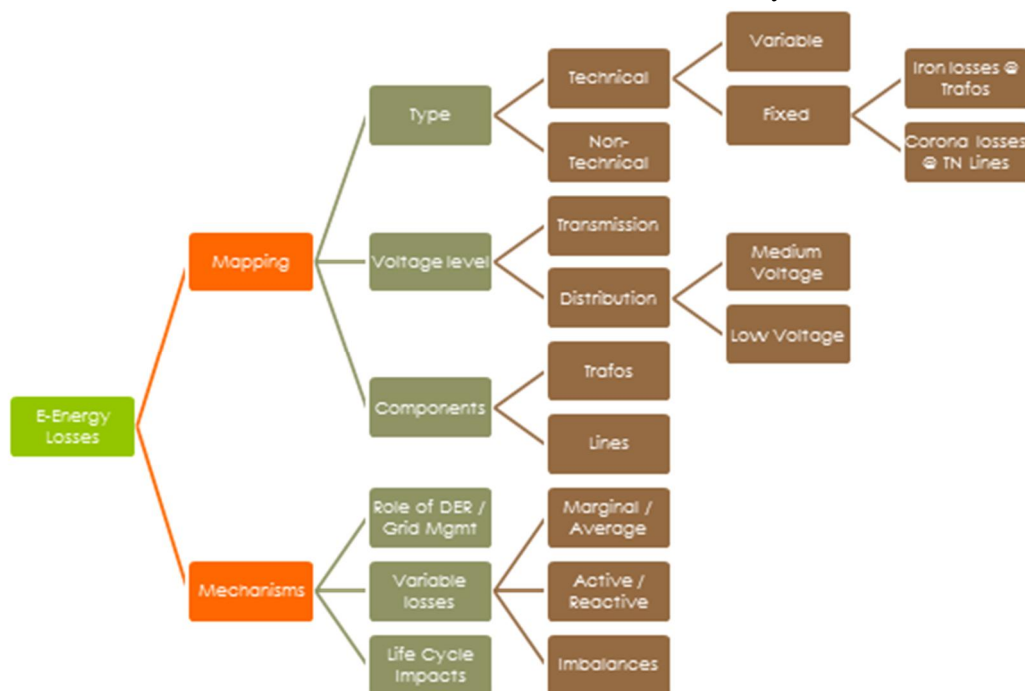 E-Energy
Losses
Mapping
Type
Technical
Variable
Fixed
Iron losses @
Trafos
Corona losses
@ TN Lines
Non-
Technical
Voltage level
Transmission
Distribution
Medium
Voltage
Low Voltage
Components
Trafos
Lines
Mechanisms
Role of DER /
Grid Mgmt
Variable
losses
Marginal /
Average
Active /
Reactive
Imbalances
Life Cycle
Impacts